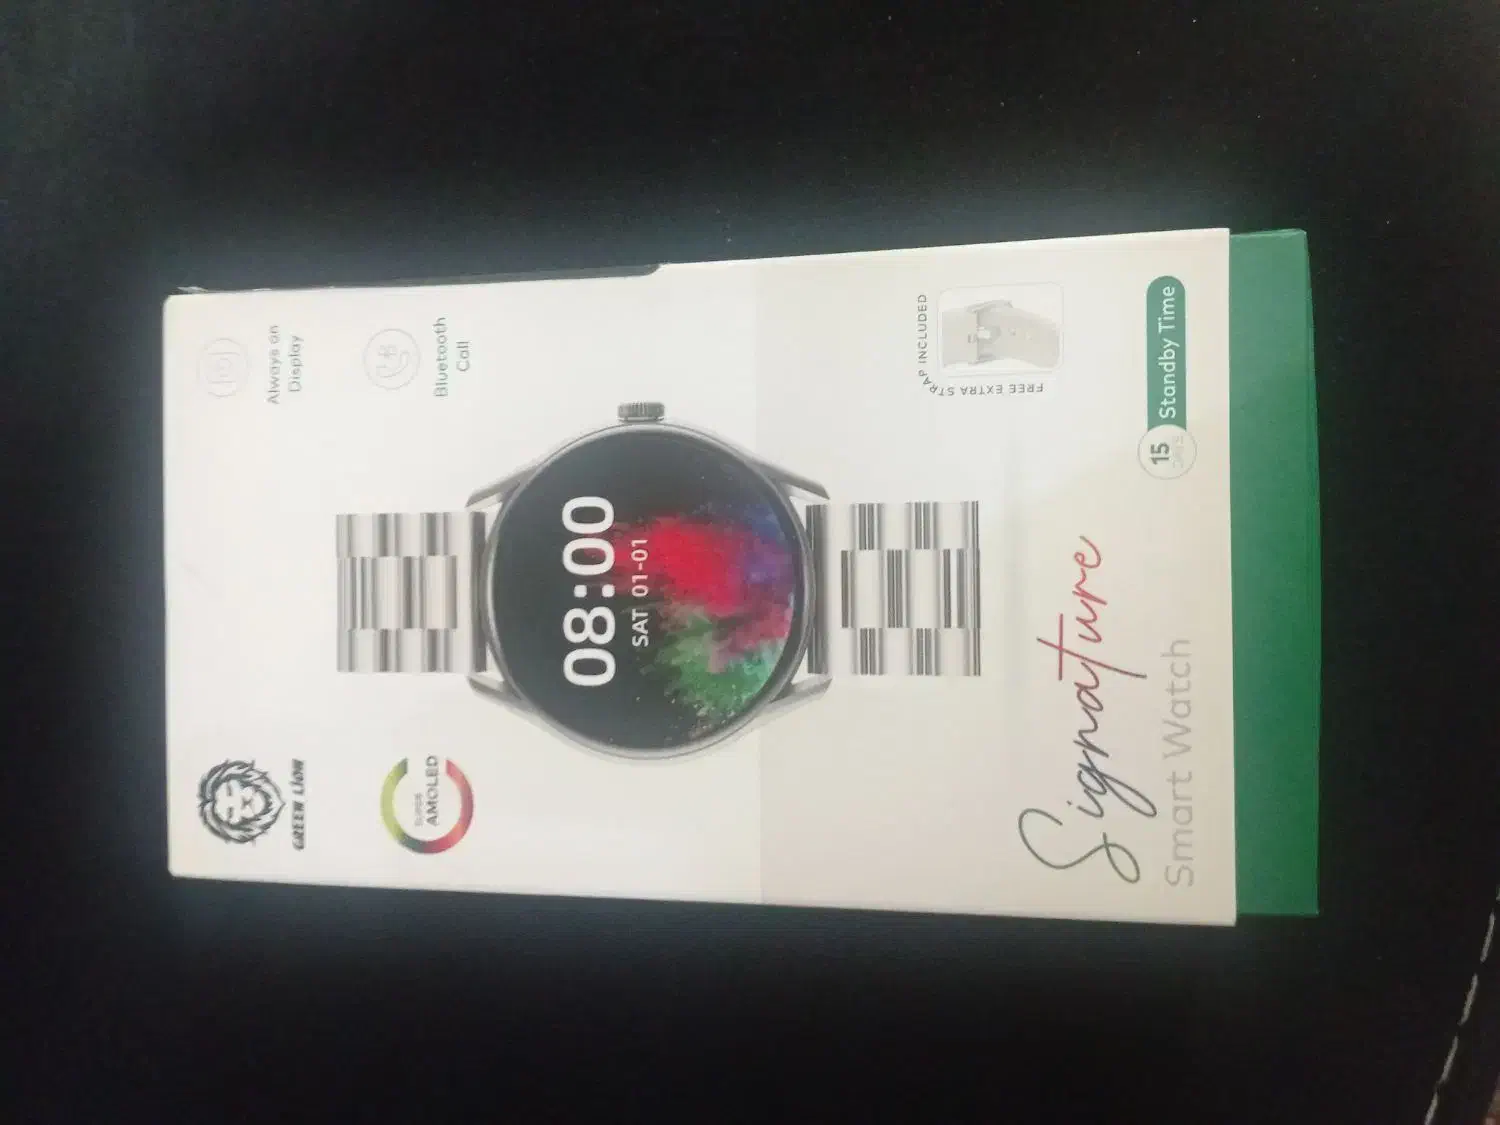 GREEN LION
Always on
Display
SUPER
AMOLED
Bluetooth
Call
08:00
SAT 01-01
FREE EXTRA STRAP INCLUDED
Signature
Smart Watch
15
DAYS
Standby Time